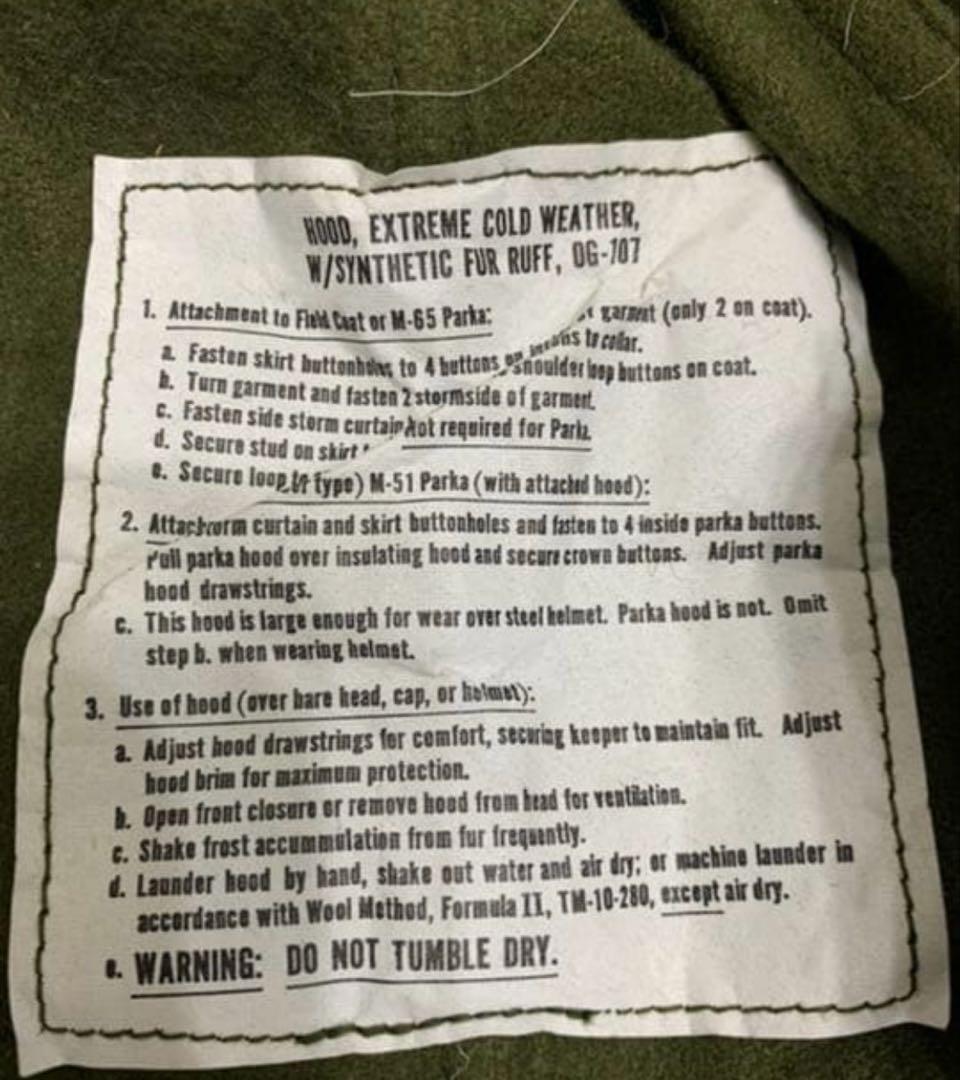 HOOD, EXTREME COLD WEATHER,
W/SYNTHETIC FUR RUFF, OG-107
1. Attachment to Field Coat or M-65 Parka:
a. Fasten skirt buttonholes to 4 buttons on garment (only 2 on coat).
b. Turn garment and fasten 2 storm to collar.
c. Fasten side storm curtain shoulder loop buttons on coat.
d. Secure stud on skirt side of garment.
e. Secure loop Not required for Parka.
2. Attac type) M-51 Parka (with attached hood):
orm curtain and skirt buttonholes and fasten to 4 inside parka buttons.
Pull parka hood over insulating hood and secure crown buttons. Adjust parka
hood drawstrings.
c. This hood is large enough for wear over steel helmet. Parka hood is not. Omit
step b. when wearing helmet.
3. Use of hood (over bare head, cap, or helmet):
a. Adjust hood drawstrings for comfort, securing keeper to maintain fit. Adjust
hood brim for maximum protection.
b. Open front closure or remove hood from head for ventilation.
c. Shake frost accummulation from fur frequently.
d. Launder hood by hand, shake out water and air dry; or machine launder in
accordance with Wool Method, Formula II, TM-10-280, except air dry.
e. WARNING: DO NOT TUMBLE DRY.